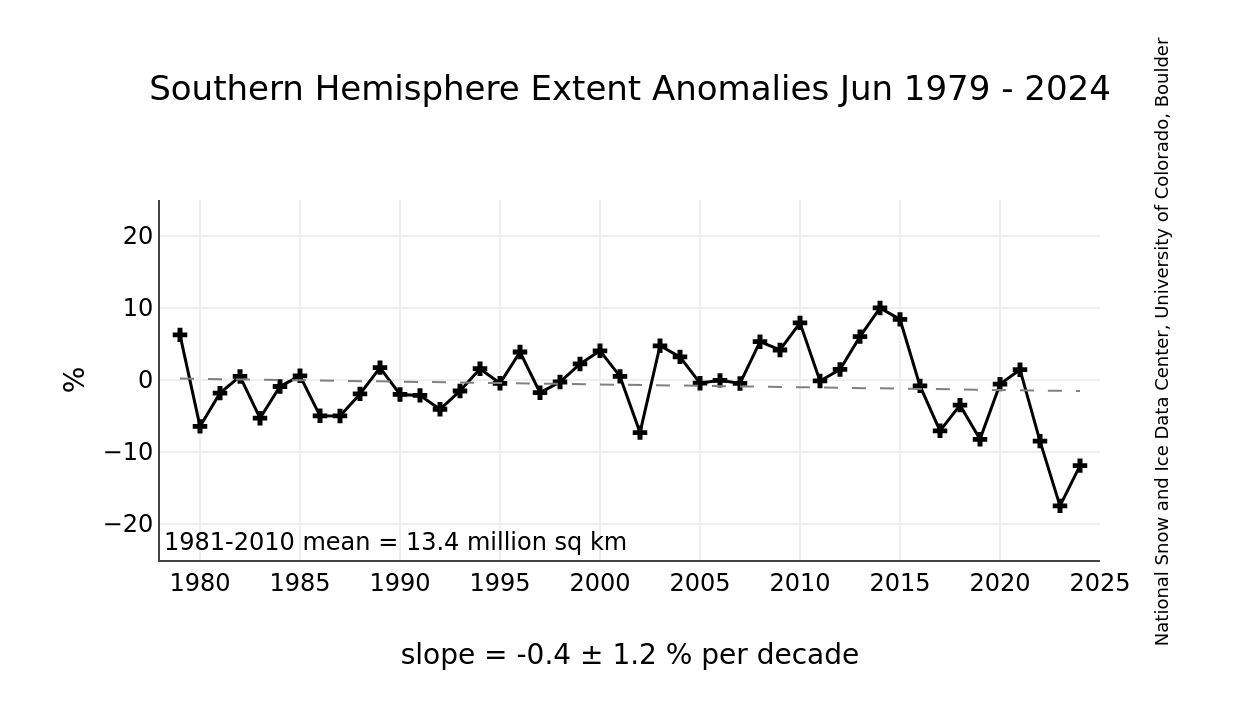 Southern Hemisphere Extent Anomalies Jun 1979 - 2024
National Snow and Ice Data Center, University of Colorado, Boulder
%
20
10
0
−10
−20
1981-2010 mean = 13.4 million sq km
1980 1985 1990 1995 2000 2005 2010 2015 2020 2025
slope = -0.4 ± 1.2 % per decade